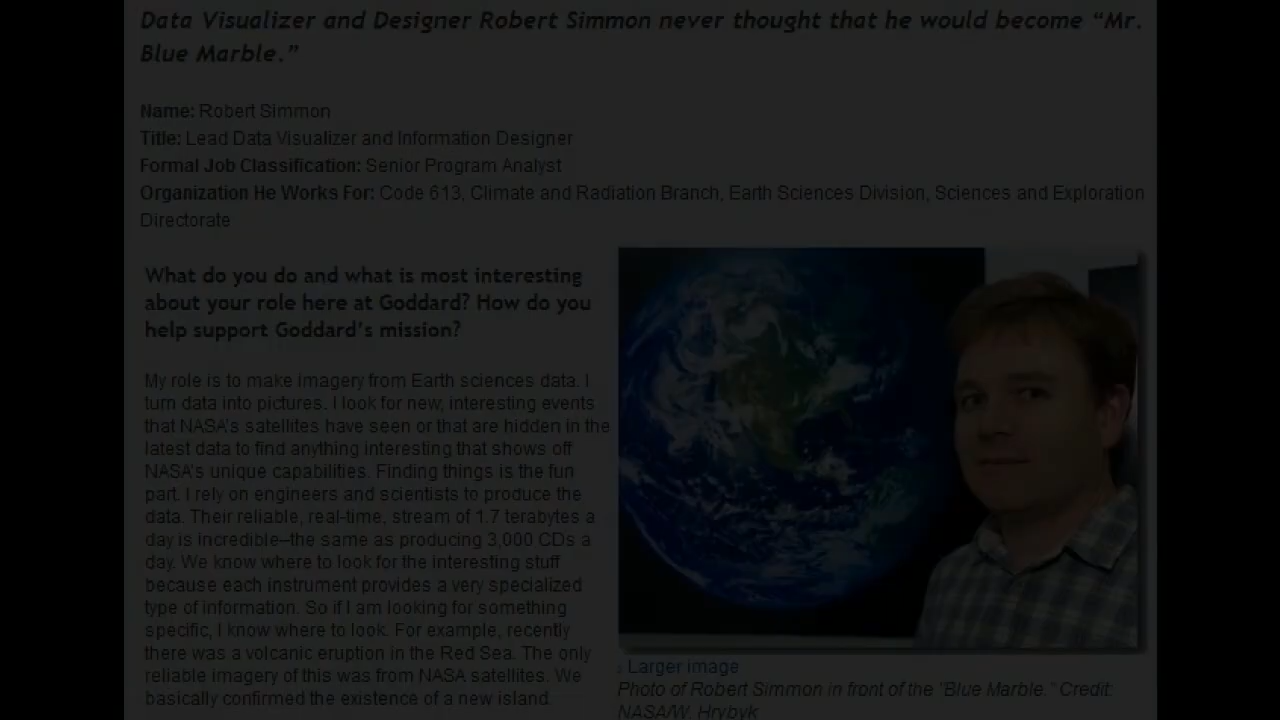 Data Visualizer and Designer Robert Simmon never thought that he would become “Mr.
Blue Marble.”
Name: Robert Simmon
Title: Lead Data Visualizer and Information Designer
Formal Job Classification: Senior Program Analyst
Organization He Works For: Code 613, Climate and Radiation Branch, Earth Sciences Division, Sciences and Exploration
Directorate
What do you do and what is most interesting
about your role here at Goddard? How do you
help support Goddard’s mission?
My role is to make imagery from Earth sciences data. I
turn data into pictures. I look for new, interesting events
that NASA’s satellites have seen or that are hidden in the
latest data to find anything interesting that shows off
NASA’s unique capabilities. Finding things is the fun
part. I rely on engineers and scientists to produce the
data. Their reliable, real-time, stream of 1.7 terabytes a
day is incredible–the same as producing 3,000 CDs a
day. We know where to look for the interesting stuff
because each instrument provides a very specialized
type of information. So if I am looking for something
specific, I know where to look. For example, recently
there was a volcanic eruption in the Red Sea. The only
reliable imagery of this was from NASA satellites. We
basically confirmed the existence of a new island.
› Larger image
Photo of Robert Simmon in front of the "Blue Marble." Credit:
NASA/W. Hrybyk